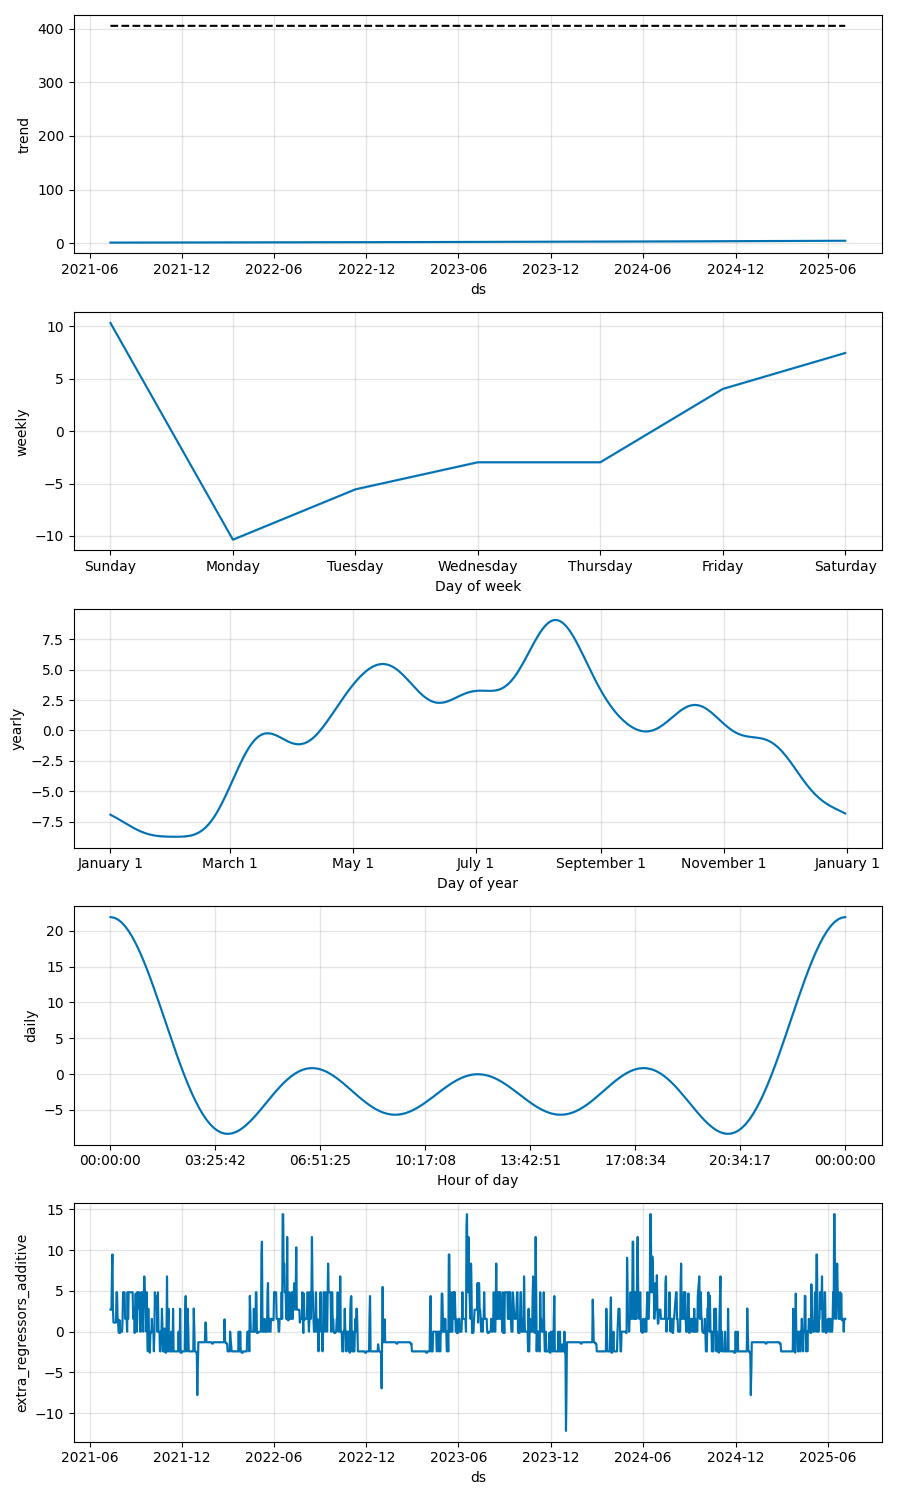 400
300
200
100
0
trend
2021-06 2021-12 2022-06 2022-12 2023-06 2023-12 2024-06 2024-12 2025-06
ds
10
5
0
−5
−10
weekly
Sunday Monday Tuesday Wednesday Thursday Friday Saturday
Day of week
7.5
5.0
2.5
0.0
−2.5
−5.0
−7.5
yearly
January 1 March 1 May 1 July 1 September 1 November 1 January 1
Day of year
20
15
10
5
0
−5
daily
00:00:00 03:25:42 06:51:25 10:17:08 13:42:51 17:08:34 20:34:17 00:00:00
Hour of day
15
10
5
0
−5
−10
extra_regressors_additive
2021-06 2021-12 2022-06 2022-12 2023-06 2023-12 2024-06 2024-12 2025-06
ds